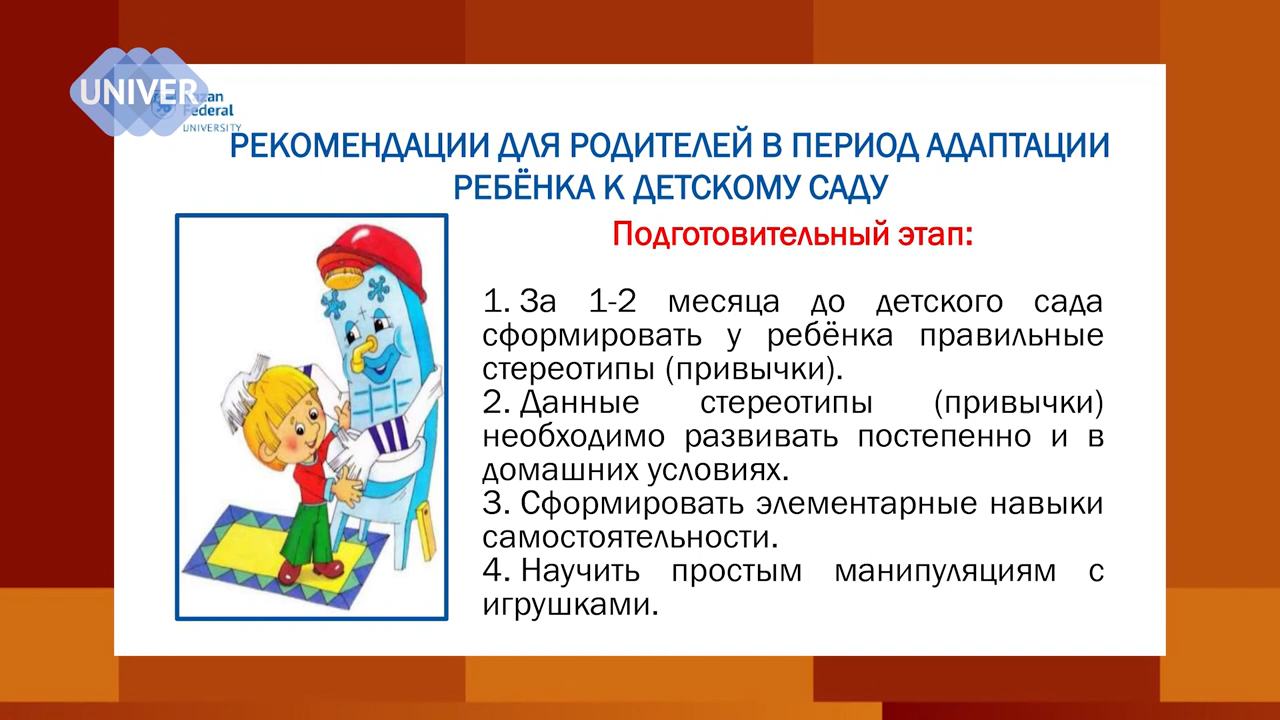 UNIVER
Federal
UNIVERSITY
РЕКОМЕНДАЦИИ ДЛЯ РОДИТЕЛЕЙ В ПЕРИОД АДАПТАЦИИ
РЕБЁНКА К ДЕТСКОМУ САДУ
Подготовительный этап:
1. За 1-2 месяца до детского сада
сформировать у ребёнка правильные
стереотипы (привычки).
2. Данные стереотипы (привычки)
необходимо развивать постепенно и в
домашних условиях.
3. Сформировать элементарные навыки
самостоятельности.
4. Научить простым манипуляциям с
игрушками.